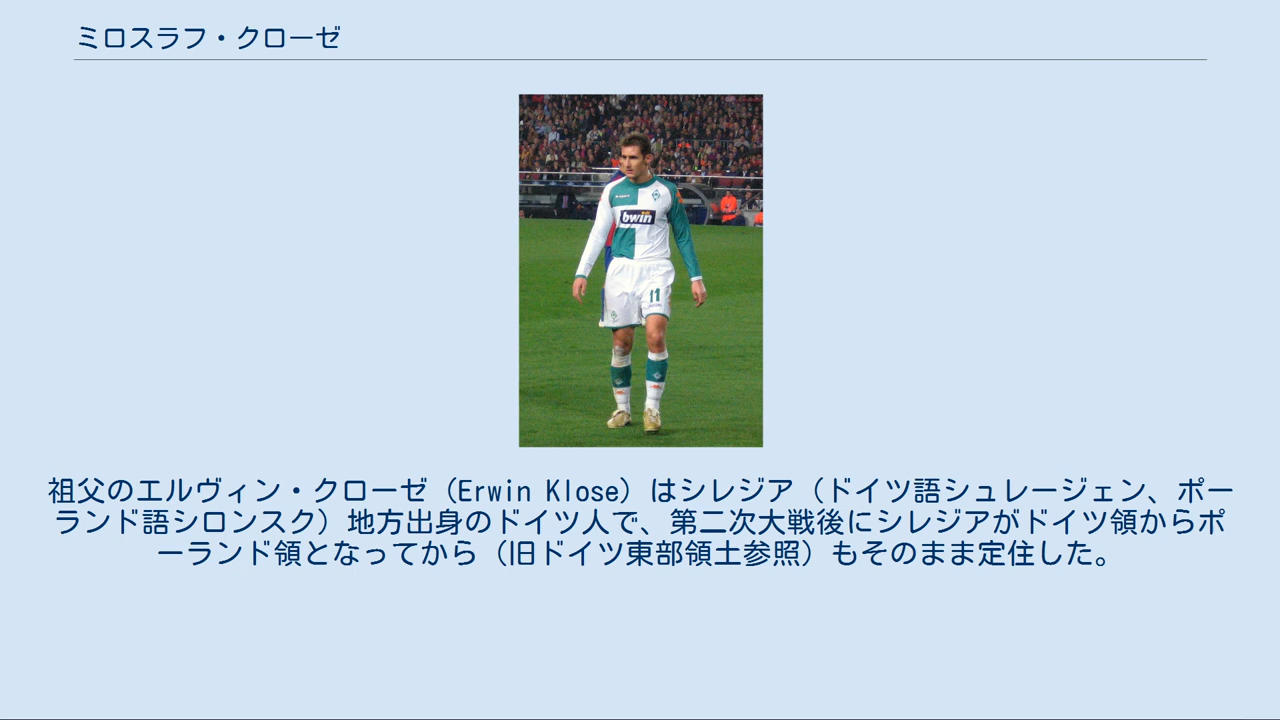 ミロスラフ・クローゼ
bwin
11
祖父のエルヴィン・クローゼ（Erwin Klose）はシレジア（ドイツ語シュレージェン、ポー
ランド語シロンスク）地方出身のドイツ人で、第二次大戦後にシレジアがドイツ領からポ
ーランド領となってから（旧ドイツ東部領土参照）もそのまま定住した。